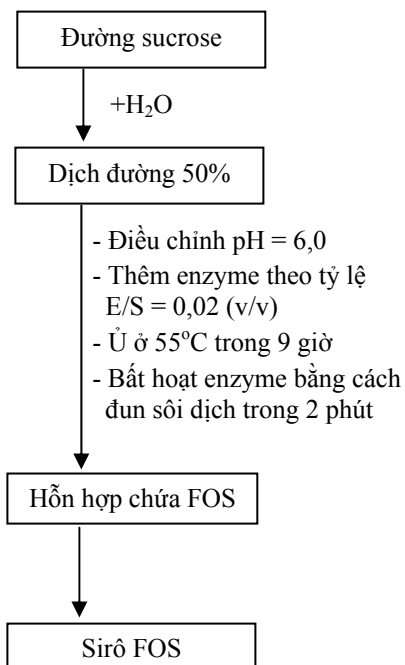 Đường sucrose
+H₂O
Dịch đường 50%
- Điều chỉnh pH = 6,0
- Thêm enzyme theo tỷ lệ
E/S = 0,02 (v/v)
- Ủ ở 55ºC trong 9 giờ
- Bất hoạt enzyme bằng cách
đun sôi dịch trong 2 phút
Hỗn hợp chứa FOS
Sirô FOS